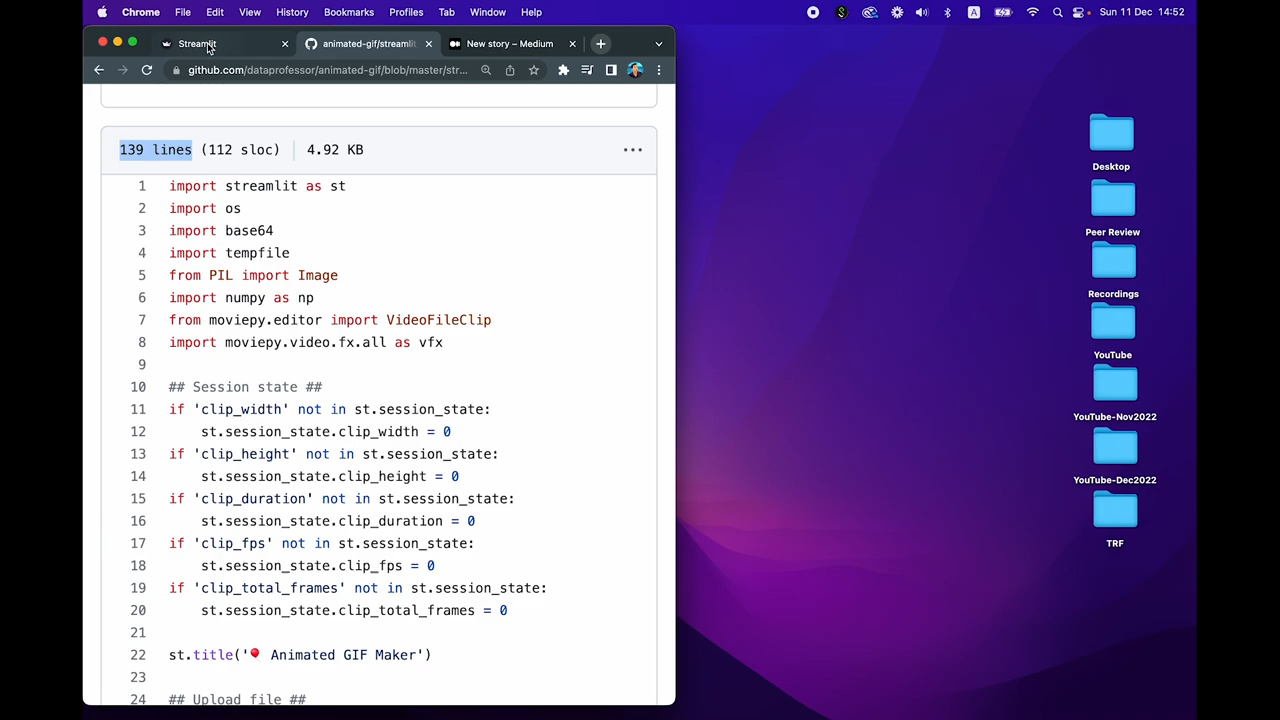 Chrome File Edit View History Bookmarks Profiles Tab Window Help A Sun 11 Dec 14:52
Streamlit animated-gif/streamlit New story – Medium
github.com/dataprofessor/animated-gif/blob/master/str...
139 lines (112 sloc) 4.92 KB
1 import streamlit as st
2 import os
3 import base64
4 import tempfile
5 from PIL import Image
6 import numpy as np
7 from moviepy.editor import VideoFileClip
8 import moviepy.video.fx.all as vfx
9
10 ## Session state ##
11 if 'clip_width' not in st.session_state:
12 st.session_state.clip_width = 0
13 if 'clip_height' not in st.session_state:
14 st.session_state.clip_height = 0
15 if 'clip_duration' not in st.session_state:
16 st.session_state.clip_duration = 0
17 if 'clip_fps' not in st.session_state:
18 st.session_state.clip_fps = 0
19 if 'clip_total_frames' not in st.session_state:
20 st.session_state.clip_total_frames = 0
21
22 st.title('🎈 Animated GIF Maker')
23
24 ## Upload file ##
Desktop
Peer Review
Recordings
YouTube
YouTube-Nov2022
YouTube-Dec2022
TRF